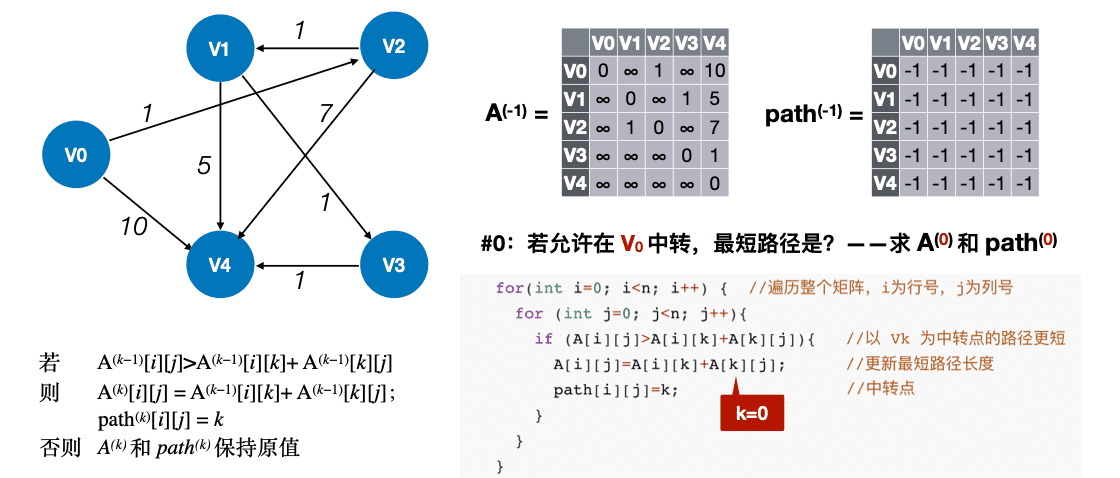 V0
V1
V2
V3
V4
1
1
7
5
1
10
1
A(-1) =
V0 V1 V2 V3 V4
V0 0 ∞ 1 ∞ 10
V1 ∞ 0 ∞ 1 5
V2 ∞ 1 0 ∞ 7
V3 ∞ ∞ ∞ 0 1
V4 ∞ ∞ ∞ ∞ 0
path(-1) =
V0 V1 V2 V3 V4
V0 -1 -1 -1 -1 -1
V1 -1 -1 -1 -1 -1
V2 -1 -1 -1 -1 -1
V3 -1 -1 -1 -1 -1
V4 -1 -1 -1 -1 -1
#0：若允许在 V0 中转，最短路径是？——求 A(0) 和 path(0)
for(int i=0; i<n; i++) { //遍历整个矩阵，i为行号，j为列号
for (int j=0; j<n; j++){
if (A[i][j]>A[i][k]+A[k][j]){ //以 Vk 为中转点的路径更短
A[i][j]=A[i][k]+A[k][j]; //更新最短路径长度
path[i][j]=k; //中转点
}
}
}
k=0
若 A(k−1)[i][j]>A(k−1)[i][k]+ A(k−1)[k][j]
则 A(k)[i][j] = A(k−1)[i][k]+ A(k−1)[k][j]；
path(k)[i][j] = k
否则 A(k) 和 path(k) 保持原值